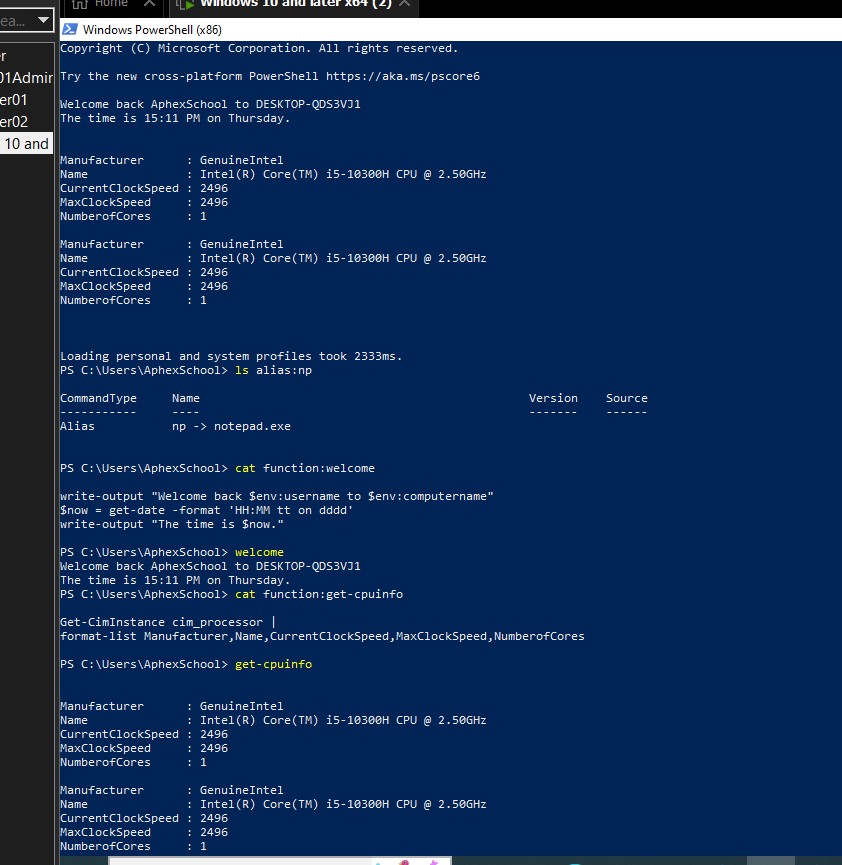 Home
Windows 10 and later x64 (2)
ea...
Windows PowerShell (x86)
Copyright (C) Microsoft Corporation. All rights reserved.
er
Try the new cross-platform PowerShell https://aka.ms/pscore6
01Admin
er01
Welcome back AphexSchool to DESKTOP-QDS3VJ1
The time is 15:11 PM on Thursday.
er02
10 and
Manufacturer : GenuineIntel
Name : Intel(R) Core(TM) i5-10300H CPU @ 2.50GHz
CurrentClockSpeed : 2496
MaxClockSpeed : 2496
NumberofCores : 1
Manufacturer : GenuineIntel
Name : Intel(R) Core(TM) i5-10300H CPU @ 2.50GHz
CurrentClockSpeed : 2496
MaxClockSpeed : 2496
NumberofCores : 1
Loading personal and system profiles took 2333ms.
PS C:\Users\AphexSchool> ls alias:np
CommandType Name Version Source
----------- ---- ------- ------
Alias np -> notepad.exe
PS C:\Users\AphexSchool> cat function:welcome
write-output "Welcome back $env:username to $env:computername"
$now = get-date -format 'HH:MM tt on dddd'
write-output "The time is $now."
PS C:\Users\AphexSchool> welcome
Welcome back AphexSchool to DESKTOP-QDS3VJ1
The time is 15:11 PM on Thursday.
PS C:\Users\AphexSchool> cat function:get-cpuinfo
Get-CimInstance cim_processor |
format-list Manufacturer,Name,CurrentClockSpeed,MaxClockSpeed,NumberofCores
PS C:\Users\AphexSchool> get-cpuinfo
Manufacturer : GenuineIntel
Name : Intel(R) Core(TM) i5-10300H CPU @ 2.50GHz
CurrentClockSpeed : 2496
MaxClockSpeed : 2496
NumberofCores : 1
Manufacturer : GenuineIntel
Name : Intel(R) Core(TM) i5-10300H CPU @ 2.50GHz
CurrentClockSpeed : 2496
MaxClockSpeed : 2496
NumberofCores : 1